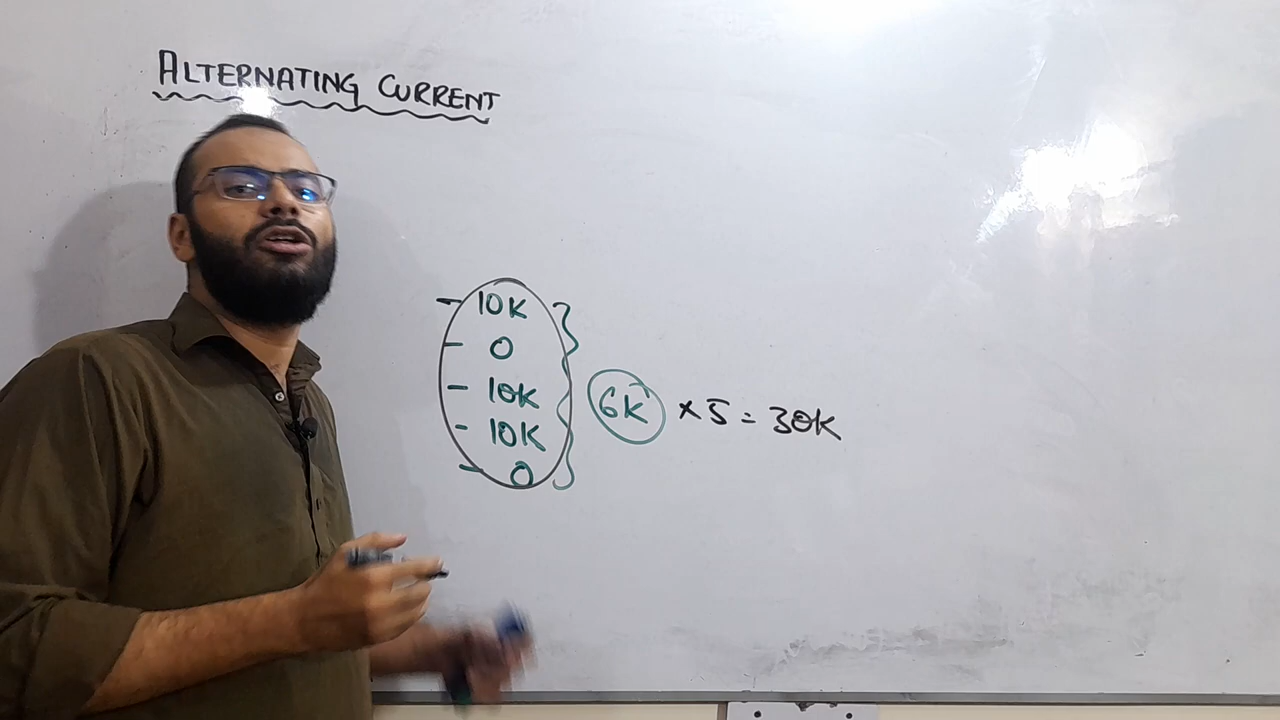 ALTERNATING CURRENT
- 10K
- 0
- 10K
- 10K
- 0
6K × 5 = 30K